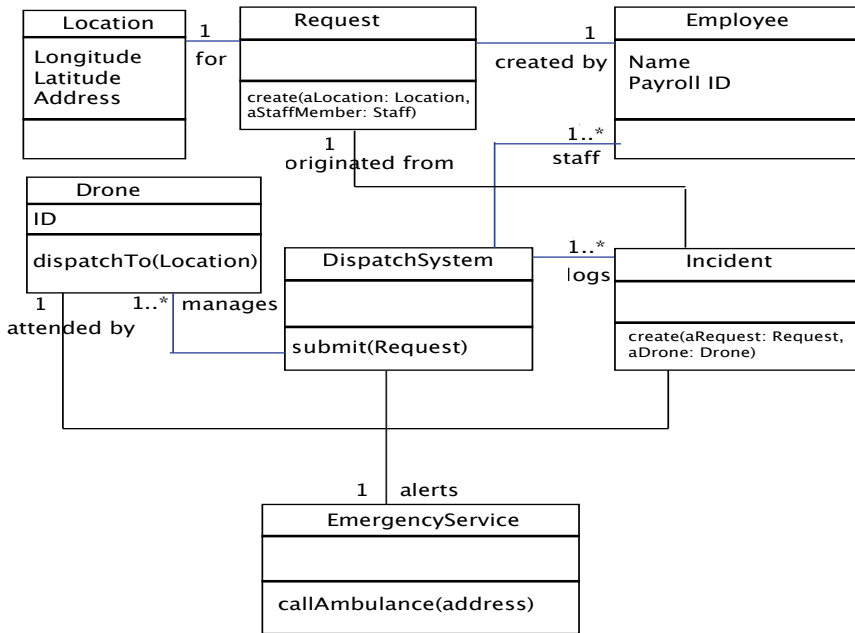 Location
Longitude
Latitude
Address
1
for
Request
create(aLocation: Location,
aStaffMember: Staff)
1
created by
Employee
Name
Payroll ID
1
originated from
1..*
staff
Drone
ID
dispatchTo(Location)
1
attended by
1..* manages
DispatchSystem
submit(Request)
1..*
logs
Incident
create(aRequest: Request,
aDrone: Drone)
1 alerts
EmergencyService
callAmbulance(address)